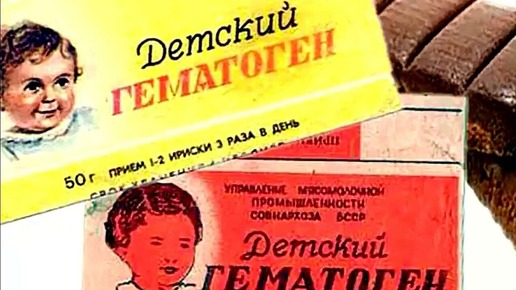 Детский
ГЕМАТОГЕН
50 г ПРИЕМ 1-2 ИРИСКИ 3 РАЗА В ДЕНЬ
УПРАВЛЕНИЕ МЯСОМОЛОЧНОЙ
ПРОМЫШЛЕННОСТИ
СОВНАРХОЗА БССР
Детский
ГЕМАТОГЕН